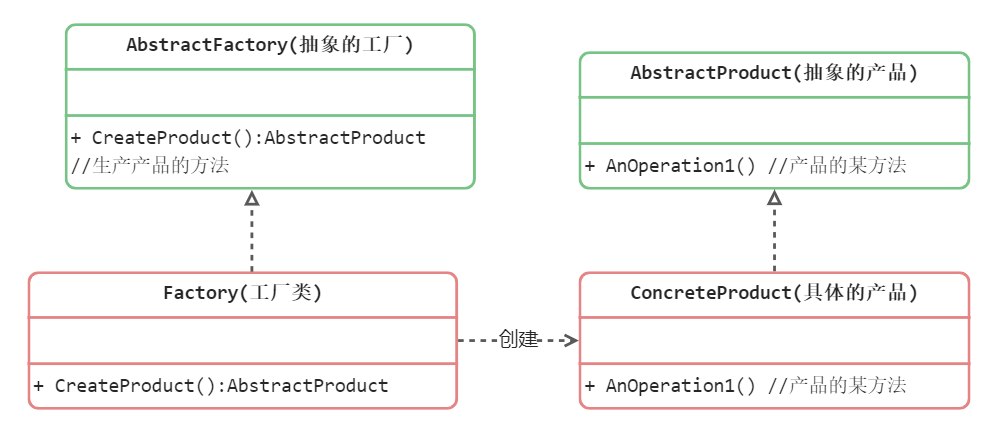 AbstractFactory(抽象的工厂)
+ CreateProduct():AbstractProduct
//生产产品的方法
AbstractProduct(抽象的产品)
+ AnOperation1() //产品的某方法
Factory(工厂类)
+ CreateProduct():AbstractProduct
创建
ConcreteProduct(具体的产品)
+ AnOperation1() //产品的某方法